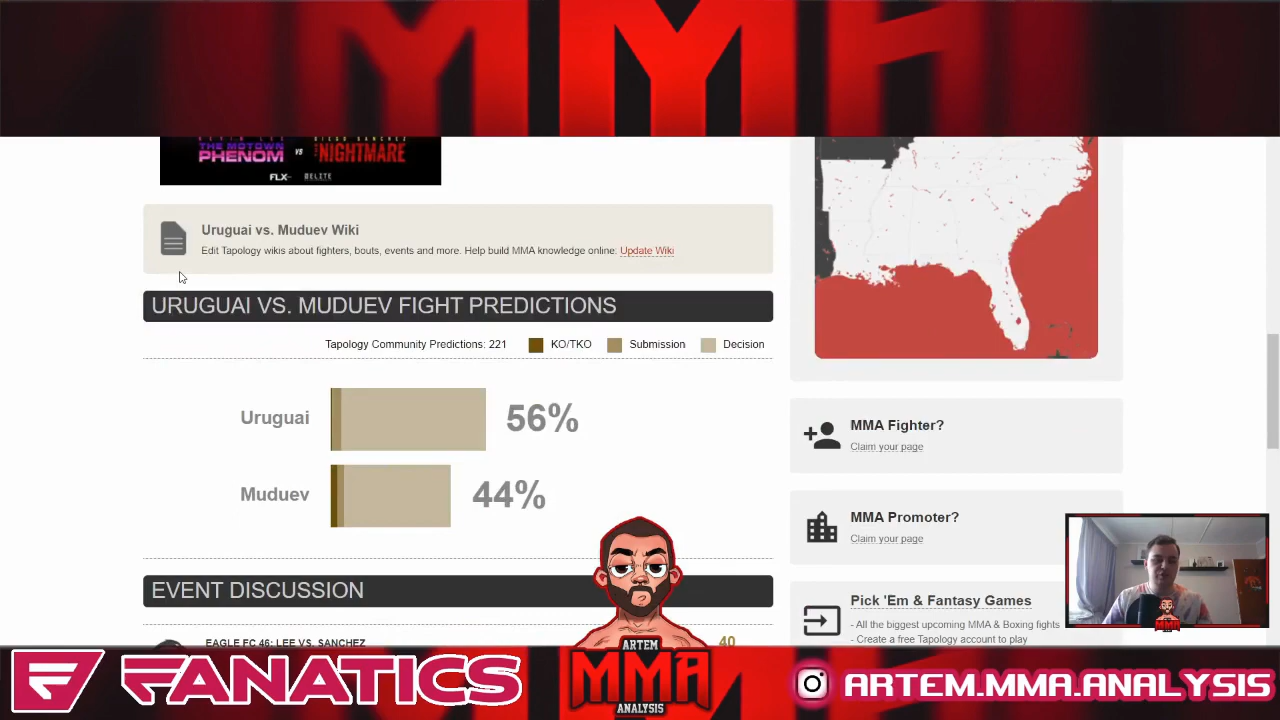 MMA
THE MOTOWN
PHENOM
VS
NIGHTMARE
FLX
ELITE
Uruguai vs. Muduev Wiki
Edit Tapology wikis about fighters, bouts, events and more. Help build MMA knowledge online. Update Wiki
URUGUAI VS. MUDUEV FIGHT PREDICTIONS
Tapology Community Predictions: 221
KO/TKO
Submission
Decision
Uruguai
56%
Muduev
44%
EVENT DISCUSSION
EAGLE FC 46: LEE VS. SANCHEZ
40
MMA Fighter?
Claim your page
MMA Promoter?
Claim your page
Pick 'Em & Fantasy Games
- All the biggest upcoming MMA & Boxing fights
- Create a free Tapology account to play
FANATICS
ARTEM
MMA
ANALYSIS
ARTEM.MMA.ANALYSIS